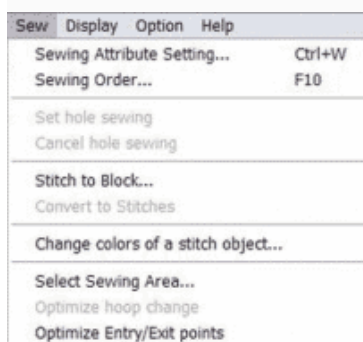 Sew Display Option Help
Sewing Attribute Setting... Ctrl+W
Sewing Order... F10
Set hole sewing
Cancel hole sewing
Stitch to Block...
Convert to Stitches
Change colors of a stitch object...
Select Sewing Area...
Optimize hoop change
Optimize Entry/Exit points